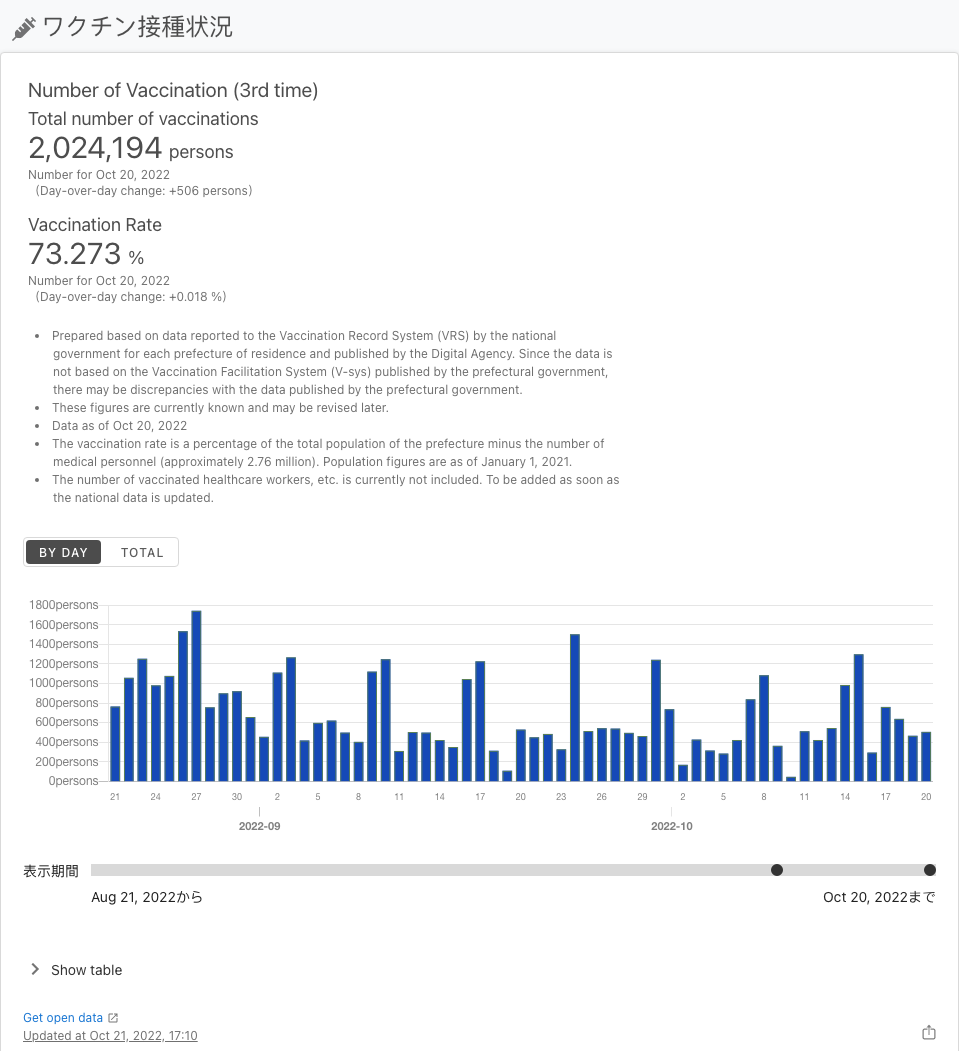 ワクチン接種状況
Number of Vaccination (3rd time)
Total number of vaccinations
2,024,194 persons
Number for Oct 20, 2022
(Day-over-day change: +506 persons)
Vaccination Rate
73.273 %
Number for Oct 20, 2022
(Day-over-day change: +0.018 %)
• Prepared based on data reported to the Vaccination Record System (VRS) by the national
government for each prefecture of residence and published by the Digital Agency. Since the data is
not based on the Vaccination Facilitation System (V-sys) published by the prefectural government,
there may be discrepancies with the data published by the prefectural government.
• These figures are currently known and may be revised later.
• Data as of Oct 20, 2022
• The vaccination rate is a percentage of the total population of the prefecture minus the number of
medical personnel (approximately 2.76 million). Population figures are as of January 1, 2021.
• The number of vaccinated healthcare workers, etc. is currently not included. To be added as soon as
the national data is updated.
BY DAY TOTAL
1800persons
1600persons
1400persons
1200persons
1000persons
800persons
600persons
400persons
200persons
0persons
21 24 27 30 2 5 8 11 14 17 20 23 26 29 2 5 8 11 14 17 20
2022-09 2022-10
表示期間
Aug 21, 2022から Oct 20, 2022まで
Show table
Get open data
Updated at Oct 21, 2022, 17:10